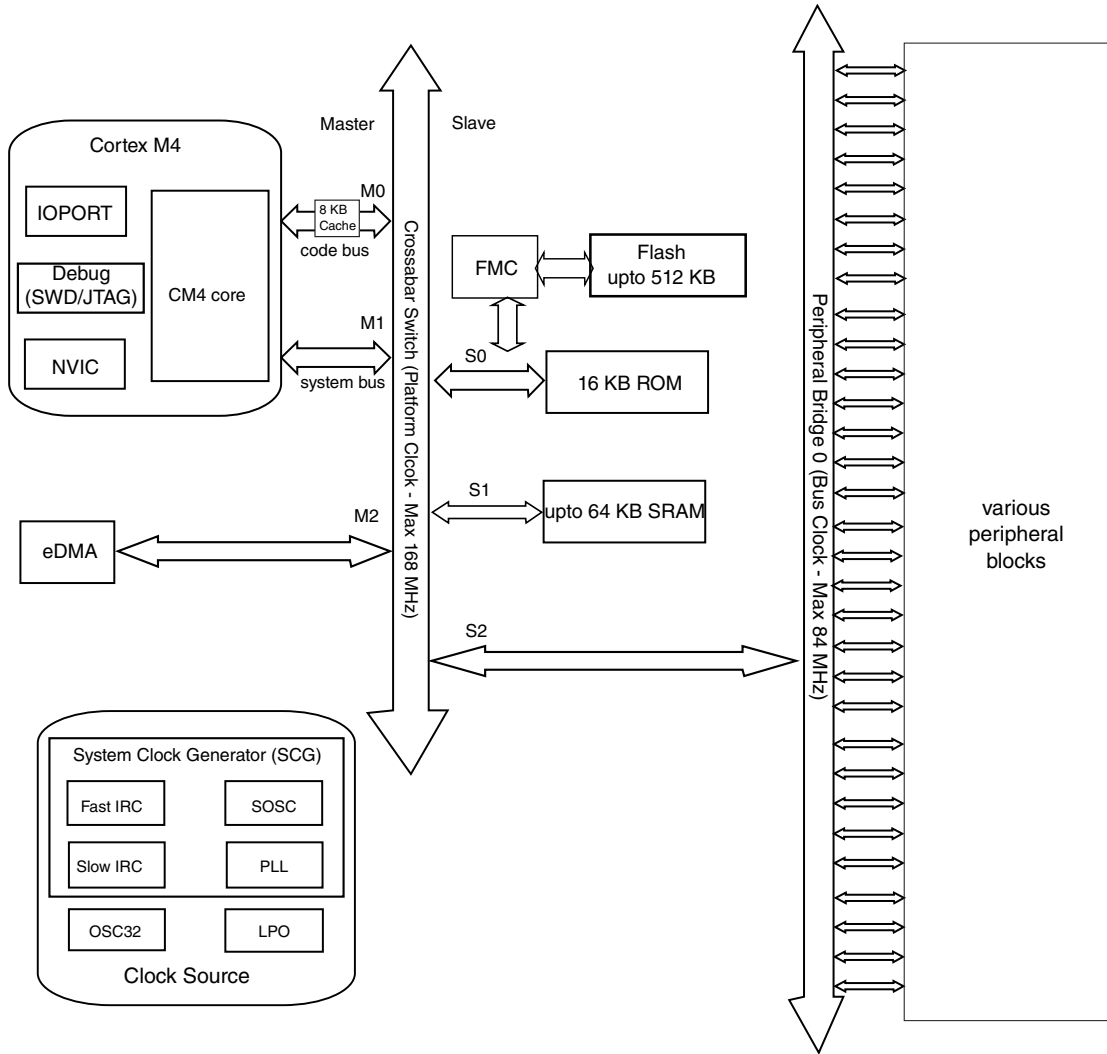 Master
Slave
Cortex M4
IOPORT
Debug
(SWD/JTAG)
NVIC
CM4 core
M0
8 KB
Cache
code bus
M1
system bus
M2
eDMA
Crossabar Switch (Platform Clcok - Max 168 MHz)
FMC
Flash
upto 512 KB
S0
16 KB ROM
S1
upto 64 KB SRAM
S2
Peripheral Bridge 0 (Bus Clock - Max 84 MHz)
various
peripheral
blocks
System Clock Generator (SCG)
Fast IRC
SOSC
Slow IRC
PLL
OSC32
LPO
Clock Source